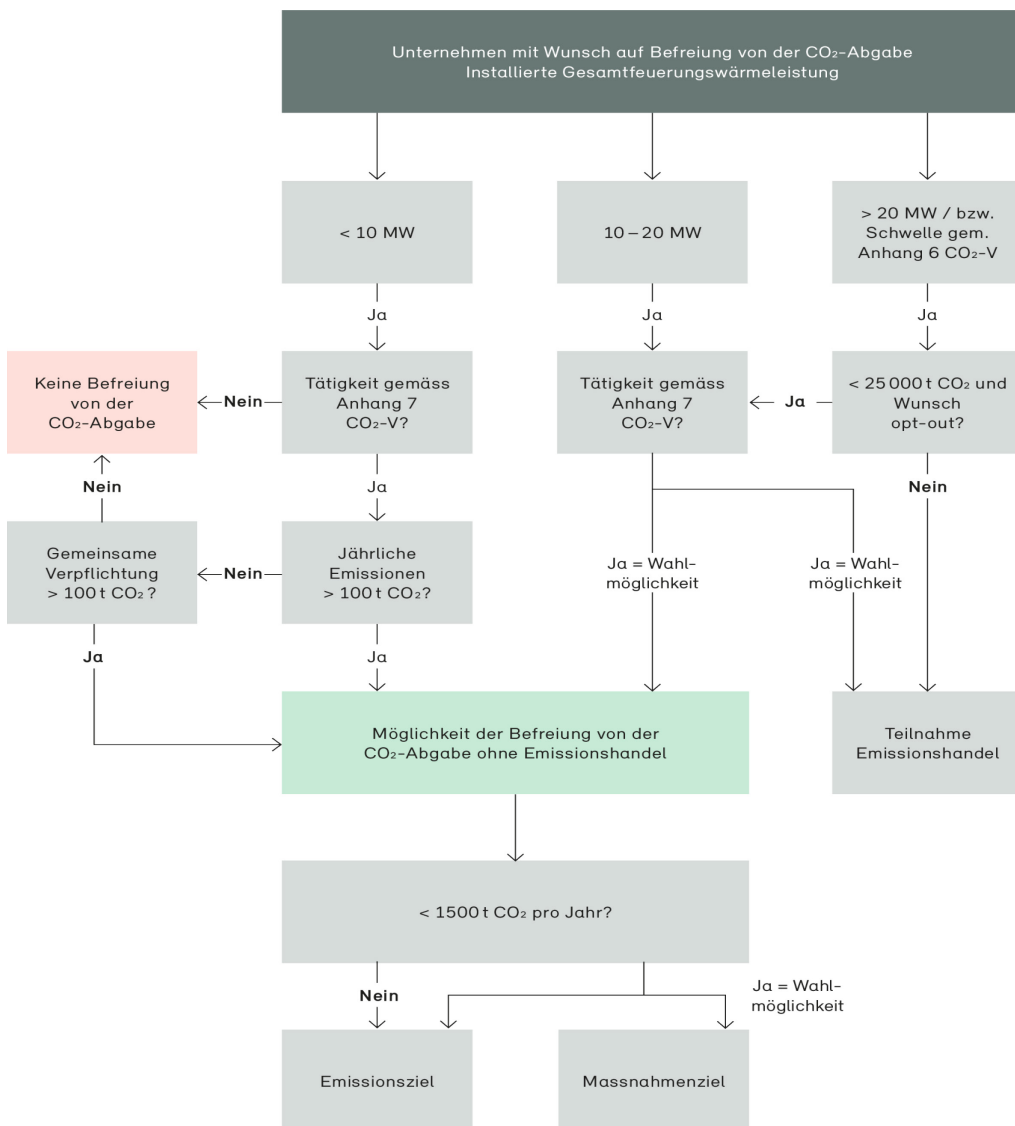 Unternehmen mit Wunsch auf Befreiung von der CO₂-Abgabe
Installierte Gesamtfeuerungswärmeleistung
< 10 MW
10 – 20 MW
> 20 MW / bzw.
Schwelle gem.
Anhang 6 CO₂-V
Ja
Ja
Ja
Keine Befreiung
von der
CO₂-Abgabe
Nein
Tätigkeit gemäss
Anhang 7
CO₂-V?
Tätigkeit gemäss
Anhang 7
CO₂-V?
Ja
< 25 000 t CO₂ und
Wunsch
opt-out?
Nein
Ja
Nein
Gemeinsame
Verpflichtung
> 100 t CO₂ ?
Nein
Jährliche
Emissionen
> 100 t CO₂?
Ja = Wahl-
möglichkeit
Ja = Wahl-
möglichkeit
Ja
Ja
Möglichkeit der Befreiung von der
CO₂-Abgabe ohne Emissionshandel
Teilnahme
Emissionshandel
< 1500 t CO₂ pro Jahr?
Nein
Ja = Wahl-
möglichkeit
Emissionsziel
Massnahmenziel